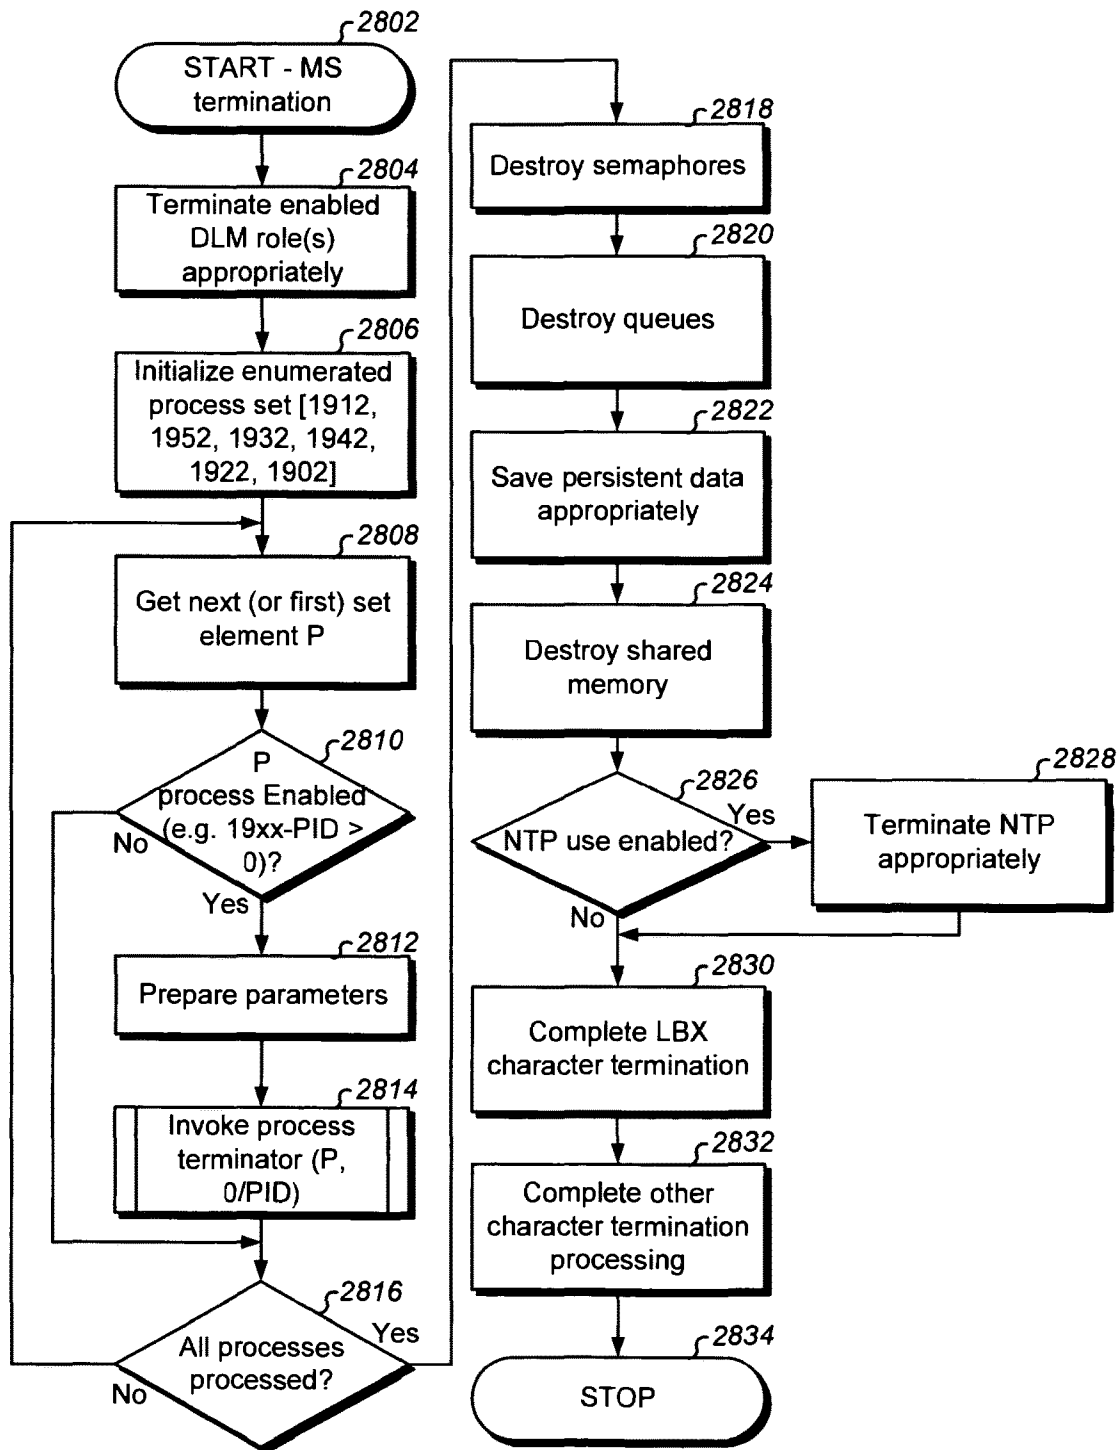 2802
START - MS
termination
2804
Terminate enabled
DLM role(s)
appropriately
2806
Initialize enumerated
process set [1912,
1952, 1932, 1942,
1922, 1902]
2808
Get next (or first) set
element P
2810
P
process Enabled
(e.g. 19xx-PID >
0)?
No
Yes
2812
Prepare parameters
2814
Invoke process
terminator (P,
0/PID)
2816
All processes
processed?
Yes
No
2818
Destroy semaphores
2820
Destroy queues
2822
Save persistent data
appropriately
2824
Destroy shared
memory
2826
NTP use enabled?
Yes
No
2828
Terminate NTP
appropriately
2830
Complete LBX
character termination
2832
Complete other
character termination
processing
2834
STOP